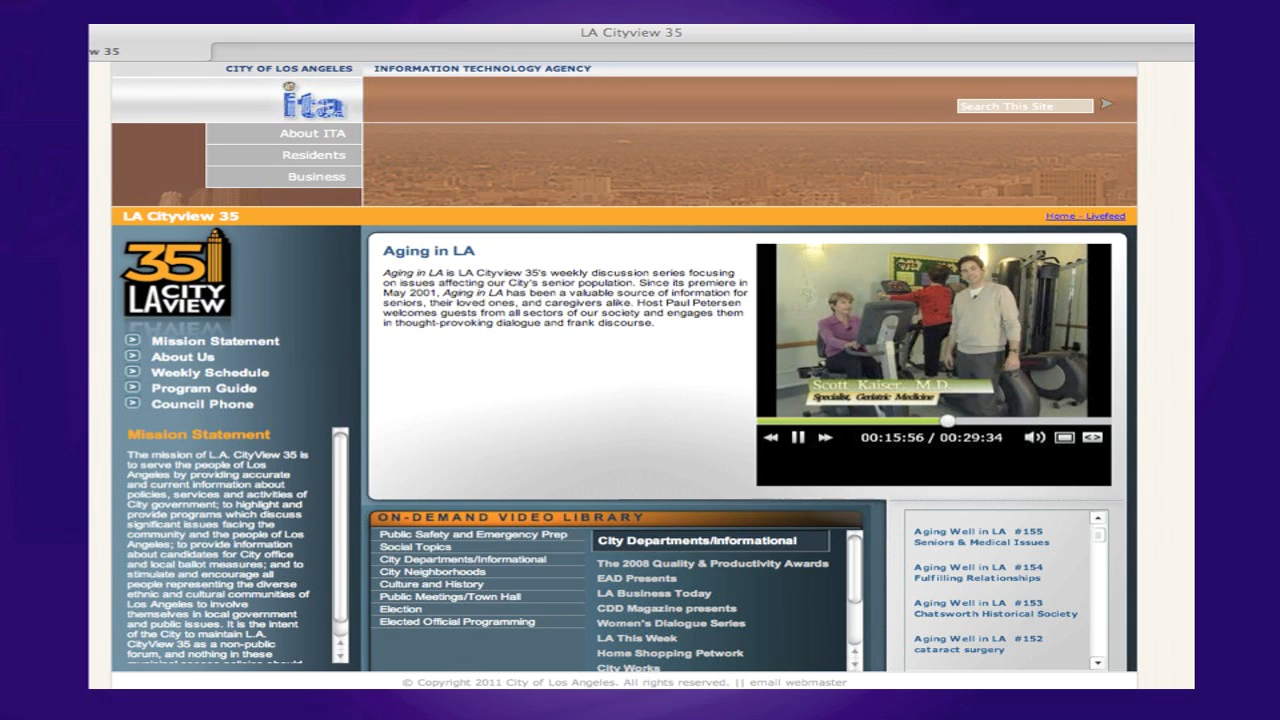 LA Cityview 35
w 35
CITY OF LOS ANGELES INFORMATION TECHNOLOGY AGENCY
ita
Search This Site
About ITA
Residents
Business
LA Cityview 35
Home - Livefeed
35
LA CITY VIEW
Mission Statement
About Us
Weekly Schedule
Program Guide
Council Phone
Mission Statement
The mission of L.A. CityView 35 is
to serve the people of Los
Angeles by providing accurate
and current information about
policies, services and activities of
City government; to highlight and
provide programs which discuss
significant issues facing the
community and the people of Los
Angeles; to provide information
about candidates for City office
and local ballot measures; and to
stimulate and encourage all
people representing the diverse
ethnic and cultural communities of
Los Angeles to involve
themselves in local government
and public issues. It is the intent
of the City to maintain L.A.
CityView 35 as a non-public
forum, and nothing in these
municipal access policies should
Aging in LA
Aging in LA is LA Cityview 35's weekly discussion series focusing
on issues affecting our City's senior population. Since its premiere in
May 2001, Aging in LA has been a valuable source of information for
seniors, their loved ones, and caregivers alike. Host Paul Petersen
welcomes guests from all sectors of our society and engages them
in thought-provoking dialogue and frank discourse.
Scott Kaiser, M.D.
Specialist, Geriatric Medicine
00:15:56 / 00:29:34
ON-DEMAND VIDEO LIBRARY
Public Safety and Emergency Prep
Social Topics
City Departments/Informational
City Neighborhoods
Culture and History
Public Meetings/Town Hall
Election
Elected Official Programming
City Departments/Informational
The 2008 Quality & Productivity Awards
EAD Presents
LA Business Today
CDD Magazine presents
Women's Dialogue Series
LA This Week
Home Shopping Petwork
City Works
Aging Well in LA #155
Seniors & Medical Issues
Aging Well in LA #154
Fulfilling Relationships
Aging Well in LA #153
Chatsworth Historical Society
Aging Well in LA #152
cataract surgery
© Copyright 2011 City of Los Angeles. All rights reserved. || email webmaster